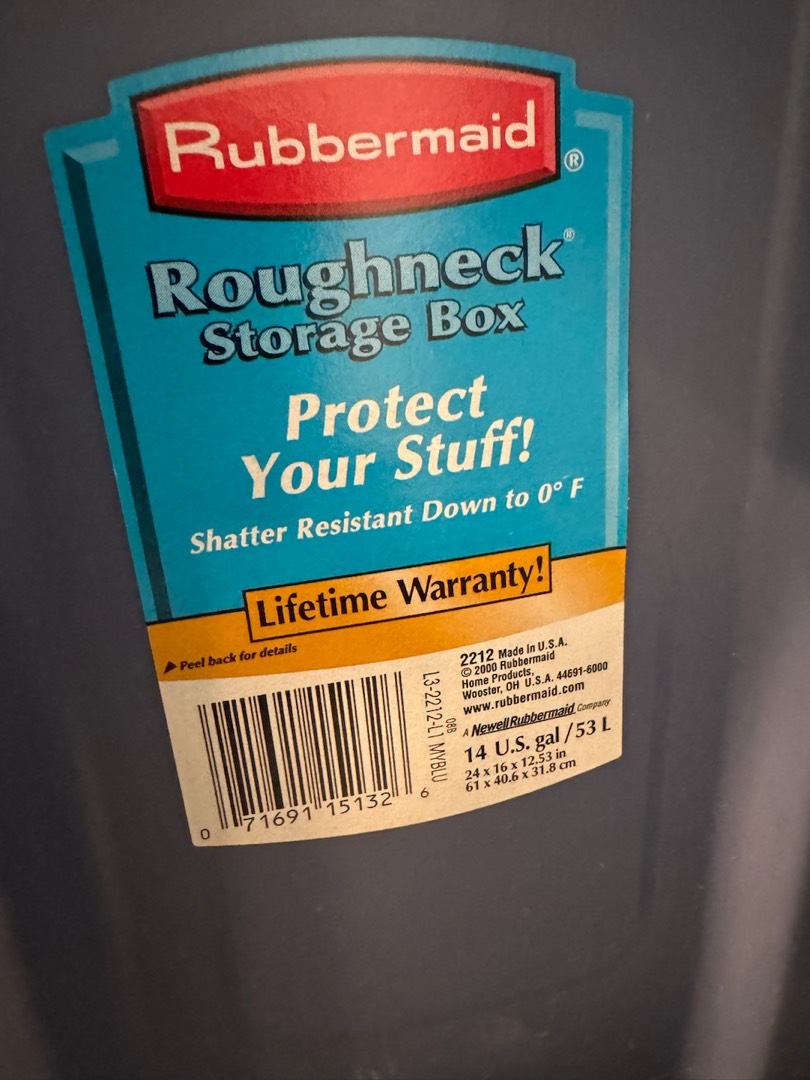 Rubbermaid®
Roughneck®
Storage Box
Protect
Your Stuff!
Shatter Resistant Down to 0° F
Lifetime Warranty!
Peel back for details
2212 Made in U.S.A.
© 2000 Rubbermaid
Home Products,
Wooster, OH U.S.A. 44691-6000
www.rubbermaid.com
A NewellRubbermaid Company
14 U.S. gal / 53 L
24 x 16 x 12.53 in
61 x 40.6 x 31.8 cm
08B
L3-2212-L1 MYBLU
0 71691 15132 6